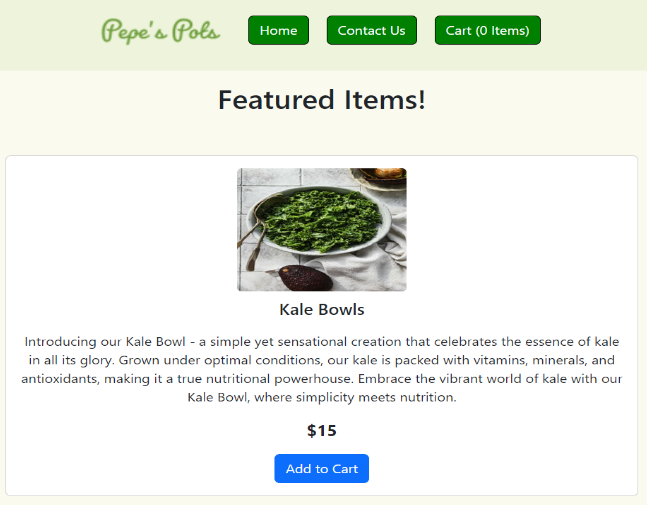 Pepe's Pots Home Contact Us Cart (0 Items)
Featured Items!
Kale Bowls
Introducing our Kale Bowl - a simple yet sensational creation that celebrates the essence of kale
in all its glory. Grown under optimal conditions, our kale is packed with vitamins, minerals, and
antioxidants, making it a true nutritional powerhouse. Embrace the vibrant world of kale with our
Kale Bowl, where simplicity meets nutrition.
$15
Add to Cart